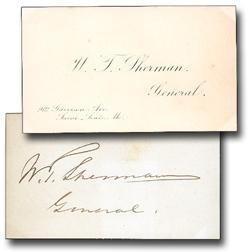 W. T. Sherman.
General.
912 Garrison Ave.
Saint Louis, Mo.
W. T. Sherman
General.